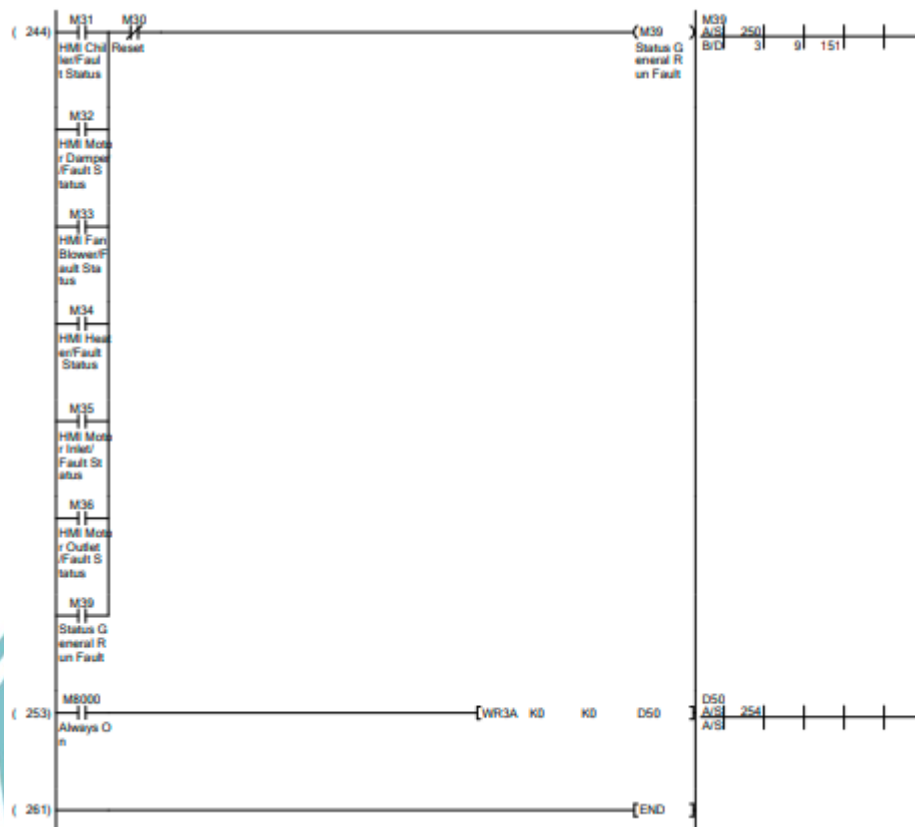 M31 M30 M39
( 244) (M39 ) A/S 250
HMI Chil Reset Status G B/D 3 9 151
ler/Faul eneral R
t Status un Fault
M32
HMI Moto
r Damper
/Fault S
tatus
M33
HMI Fan
Blower/F
ault Sta
tus
M34
HMI Heat
er/Fault
Status
M35
HMI Moto
r Inlet/
Fault St
atus
M36
HMI Moto
r Outlet
/Fault S
tatus
M39
Status G
eneral R
un Fault
M8000 D50
( 253) [WR3A K0 K0 D50 ] A/S 254
Always O A/S
n
( 261) [END ]